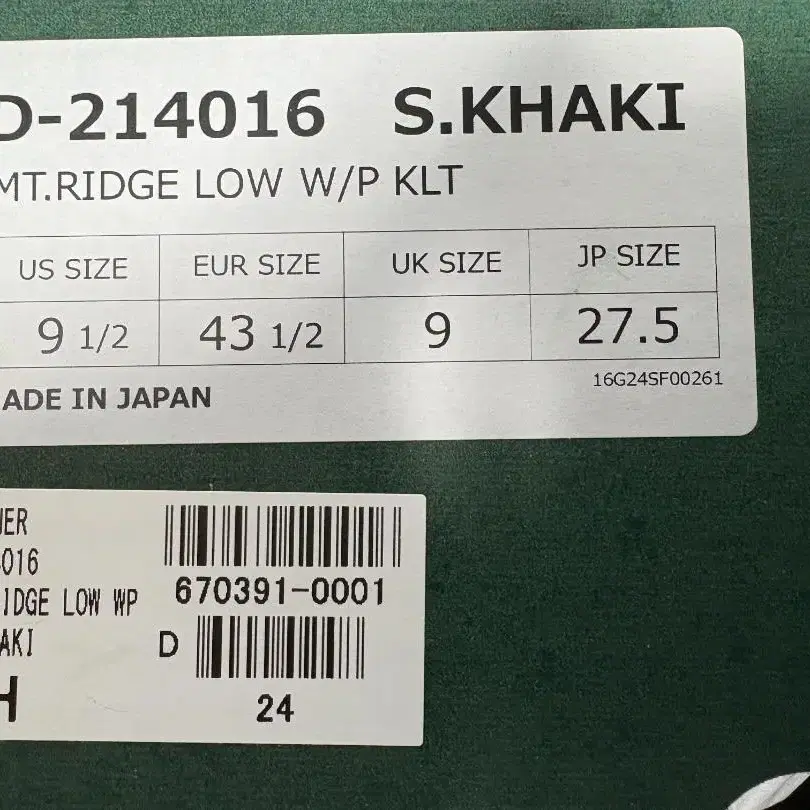 D-214016 S.KHAKI
MT.RIDGE LOW W/P KLT
US SIZE EUR SIZE UK SIZE JP SIZE
9 1/2 43 1/2 9 27.5
16G24SF00261
ADE IN JAPAN
ER
016
670391-0001
IDGE LOW WP
AKI
D
H
24